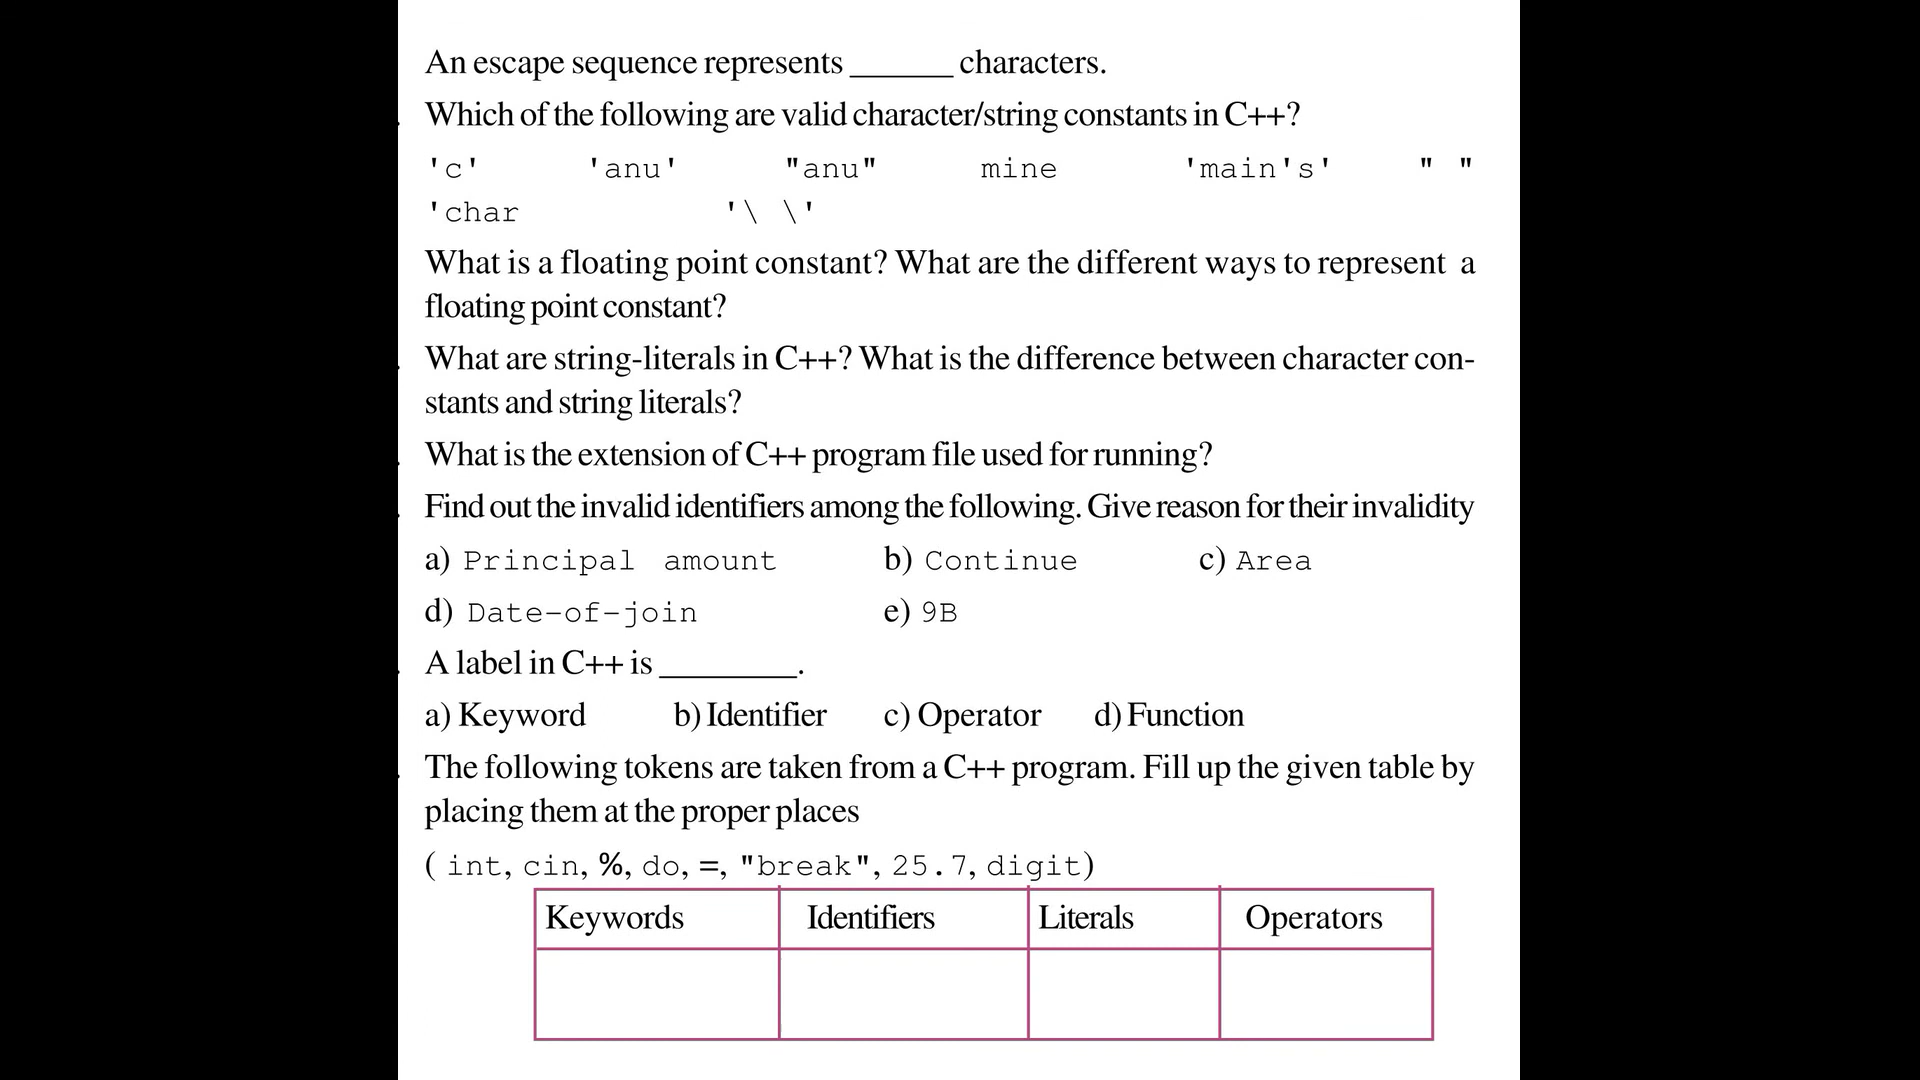 An escape sequence represents ______ characters.
Which of the following are valid character/string constants in C++?
'c' 'anu' "anu" mine 'main's' " "
'char '\ \'
What is a floating point constant? What are the different ways to represent a
floating point constant?
What are string-literals in C++? What is the difference between character con-
stants and string literals?
What is the extension of C++ program file used for running?
Find out the invalid identifiers among the following. Give reason for their invalidity
a) Principal amount b) Continue c) Area
d) Date-of-join e) 9B
A label in C++ is ________.
a) Keyword b) Identifier c) Operator d) Function
The following tokens are taken from a C++ program. Fill up the given table by
placing them at the proper places
( int, cin, %, do, =, "break", 25.7, digit)
Keywords Identifiers Literals Operators